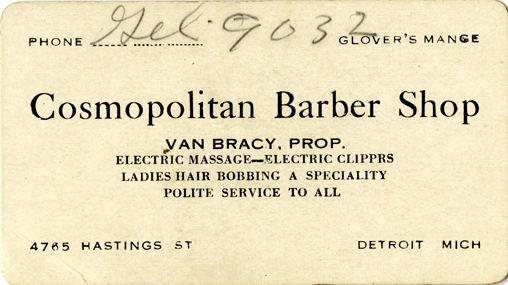 PHONE Gel. 9032 GLOVER'S MANGE
Cosmopolitan Barber Shop
VAN BRACY, PROP.
ELECTRIC MASSAGE—ELECTRIC CLIPPRS
LADIES HAIR BOBBING A SPECIALITY
POLITE SERVICE TO ALL
4765 HASTINGS ST DETROIT MICH